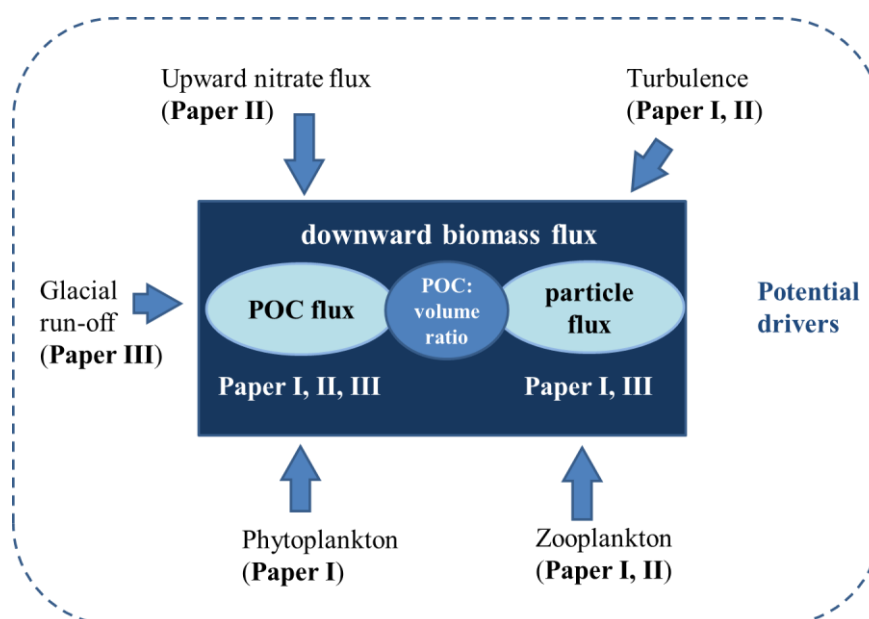 Upward nitrate flux
(Paper II)
Turbulence
(Paper I, II)
downward biomass flux
Glacial
run-off
(Paper III)
POC flux
POC:
volume
ratio
particle
flux
Potential
drivers
Paper I, II, III
Paper I, III
Phytoplankton
(Paper I)
Zooplankton
(Paper I, II)